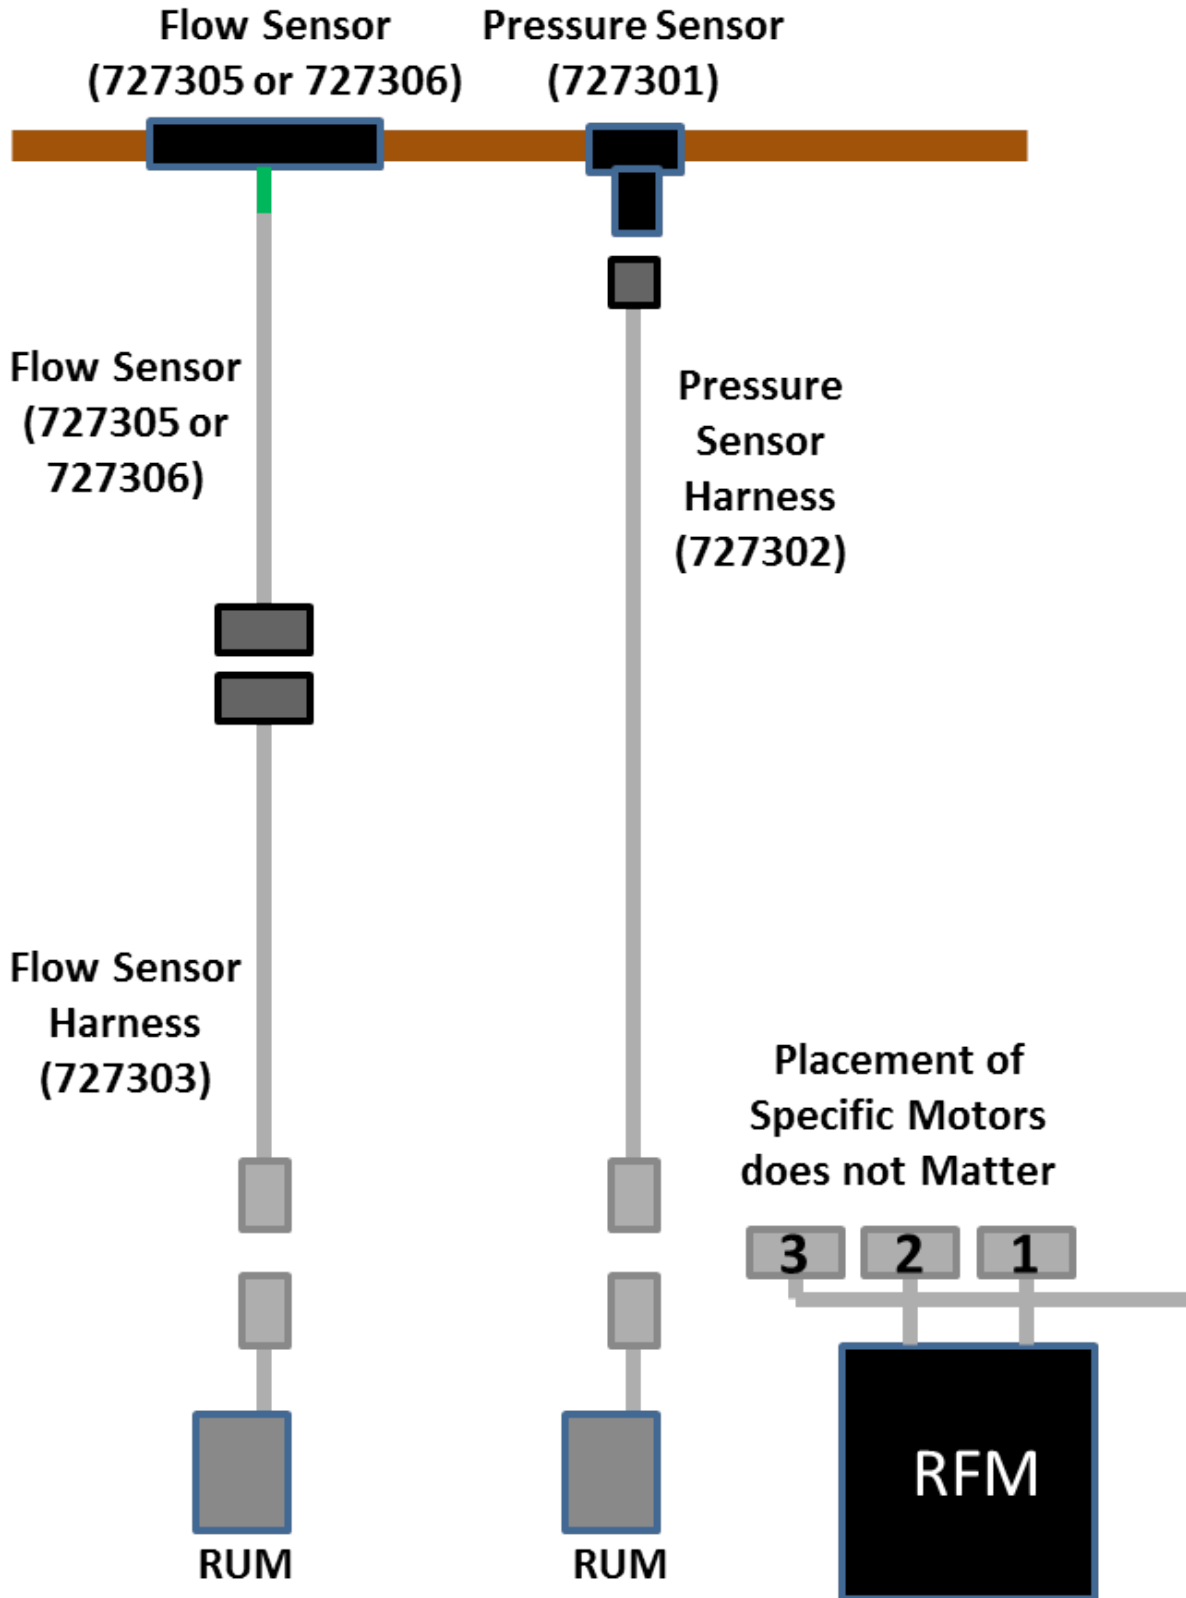 Flow Sensor
(727305 or 727306)
Pressure Sensor
(727301)
Flow Sensor
(727305 or
727306)
Pressure
Sensor
Harness
(727302)
Flow Sensor
Harness
(727303)
Placement of
Specific Motors
does not Matter
3 2 1
RFM
RUM
RUM